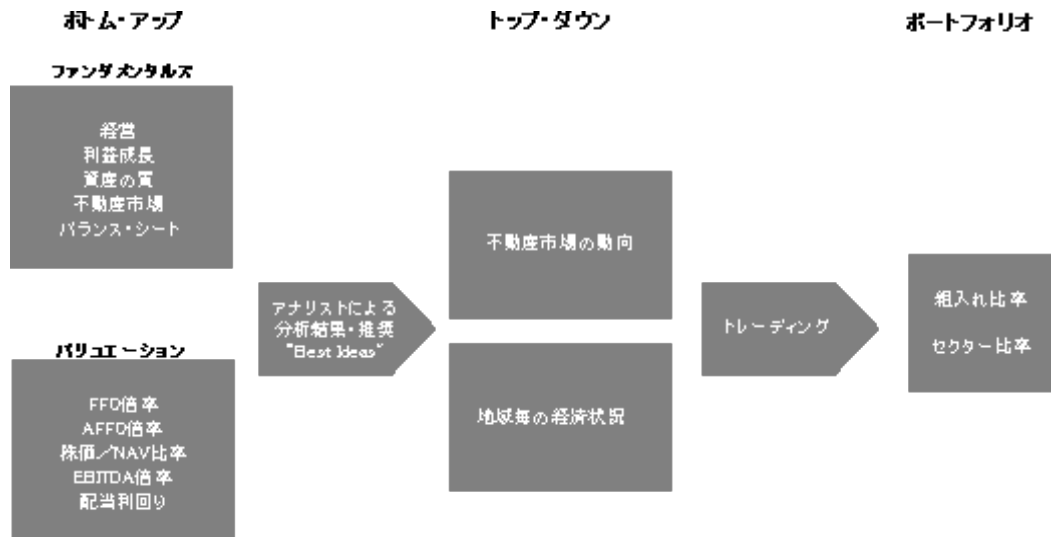 ボトム・アップ
トップ・ダウン
ポートフォリオ
ファンダメンタルズ
経営
利益成長
資産の質
不動産市場
バランス・シート
バリュエーション
FFO倍率
AFFO倍率
株価／NAV比率
EBITDA倍率
配当利回り
アナリストによる
分析結果・推奨
"Best Ideas"
不動産市場の動向
地域毎の経済状況
トレーディング
組入れ比率
セクター比率